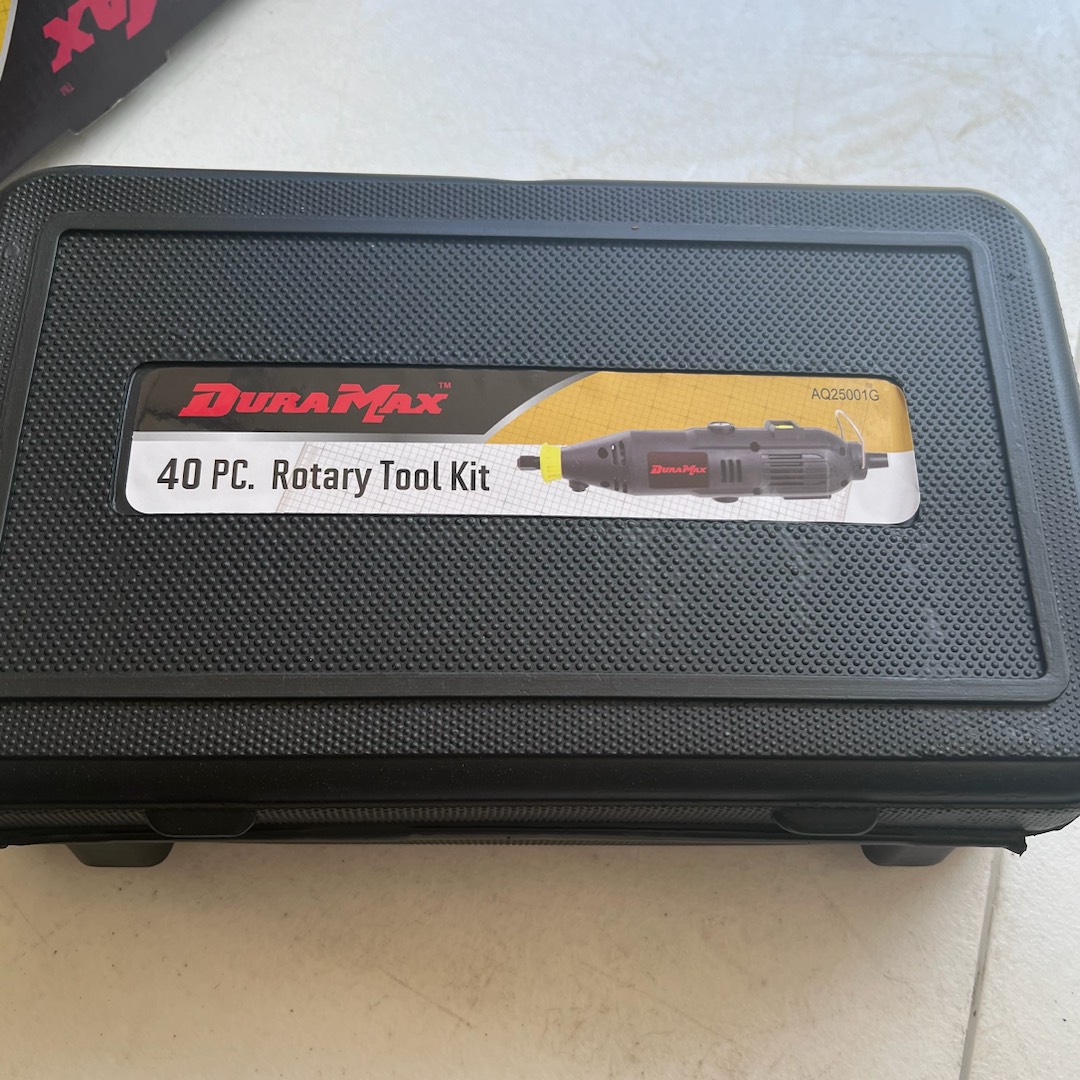 DURAMAX™
AQ25001G
40 PC. Rotary Tool Kit
DURAMAX